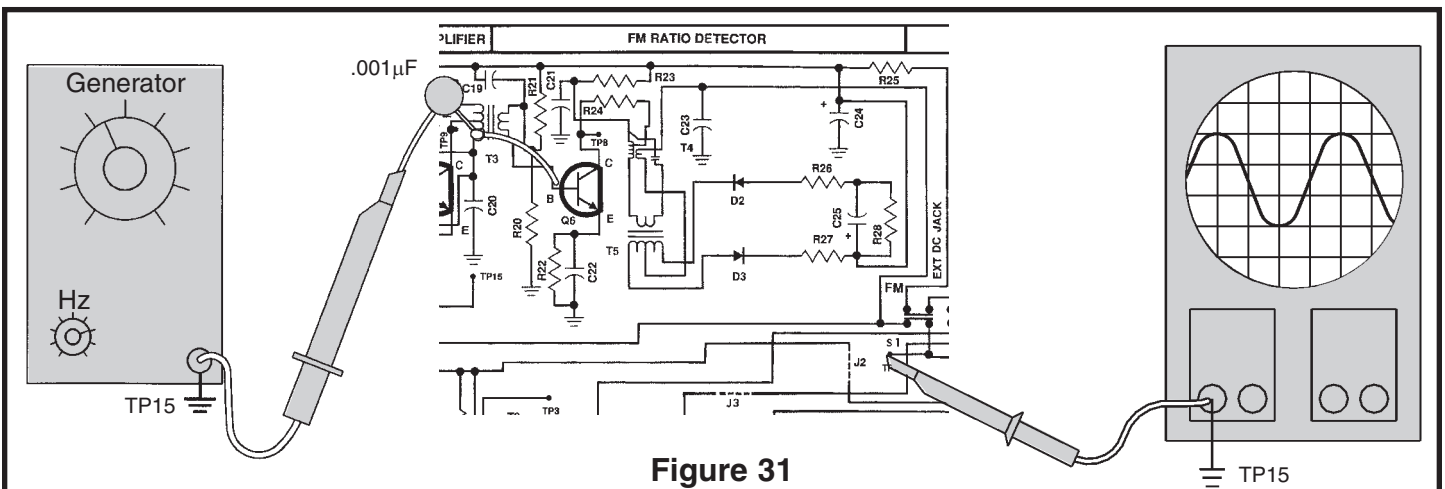 PLIFIER
FM RATIO DETECTOR
Generator
.001µF
C19
R21
C21
R23
R25
R24
TP9
TP8
C23
T4
+
C24
T3
C
C
R26
B
Q6
D2
C20
R20
E
E
C25
+
R28
R27
T5
D3
R22
C22
EXT DC JACK
TP15
FM
Hz
S1
J2
TP15
TP3
J3
Figure 31
TP15